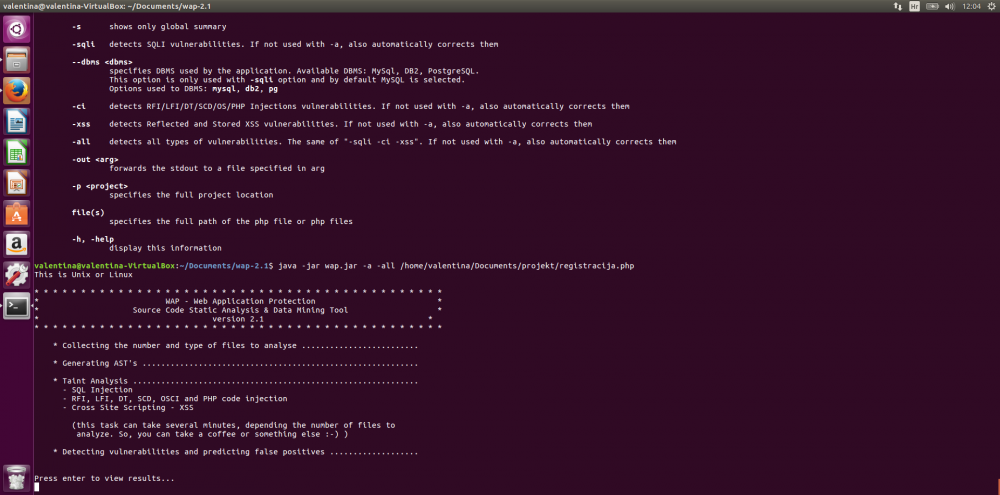 valentina@valentina-VirtualBox: ~/Documents/wap-2.1
Hr
12:04
-s shows only global summary
-sqli detects SQLI vulnerabilities. If not used with -a, also automatically corrects them
--dbms <dbms>
specifies DBMS used by the application. Available DBMS: MySql, DB2, PostgreSQL.
This option is only used with -sqli option and by default MySQL is selected.
Options used to DBMS: mysql, db2, pg
-ci detects RFI/LFI/DT/SCD/OS/PHP Injections vulnerabilities. If not used with -a, also automatically corrects them
-xss detects Reflected and Stored XSS vulnerabilities. If not used with -a, also automatically corrects them
-all detects all types of vulnerabilities. The same of "-sqli -ci -xss". If not used with -a, also automatically corrects them
-out <arg>
forwards the stdout to a file specified in arg
-p <project>
specifies the full project location
file(s)
specifies the full path of the php file or php files
-h, -help
display this information
valentina@valentina-VirtualBox:~/Documents/wap-2.1$ java -jar wap.jar -a -all /home/valentina/Documents/projekt/registracija.php
This is Unix or Linux
* * * * * * * * * * * * * * * * * * * * * * * * * * * * * * * * * * * * * * * * * * * *
* WAP - Web Application Protection *
* Source Code Static Analysis & Data Mining Tool *
* version 2.1 *
* * * * * * * * * * * * * * * * * * * * * * * * * * * * * * * * * * * * * * * * * * * *
* Collecting the number and type of files to analyse .........................
* Generating AST's ...........................................................
* Taint Analysis .............................................................
- SQL Injection
- RFI, LFI, DT, SCD, OSCI and PHP code injection
- Cross Site Scripting - XSS
(this task can take several minutes, depending the number of files to
analyze. So, you can take a coffee or something else :-) )
* Detecting vulnerabilities and predicting false positives ...................
Press enter to view results...